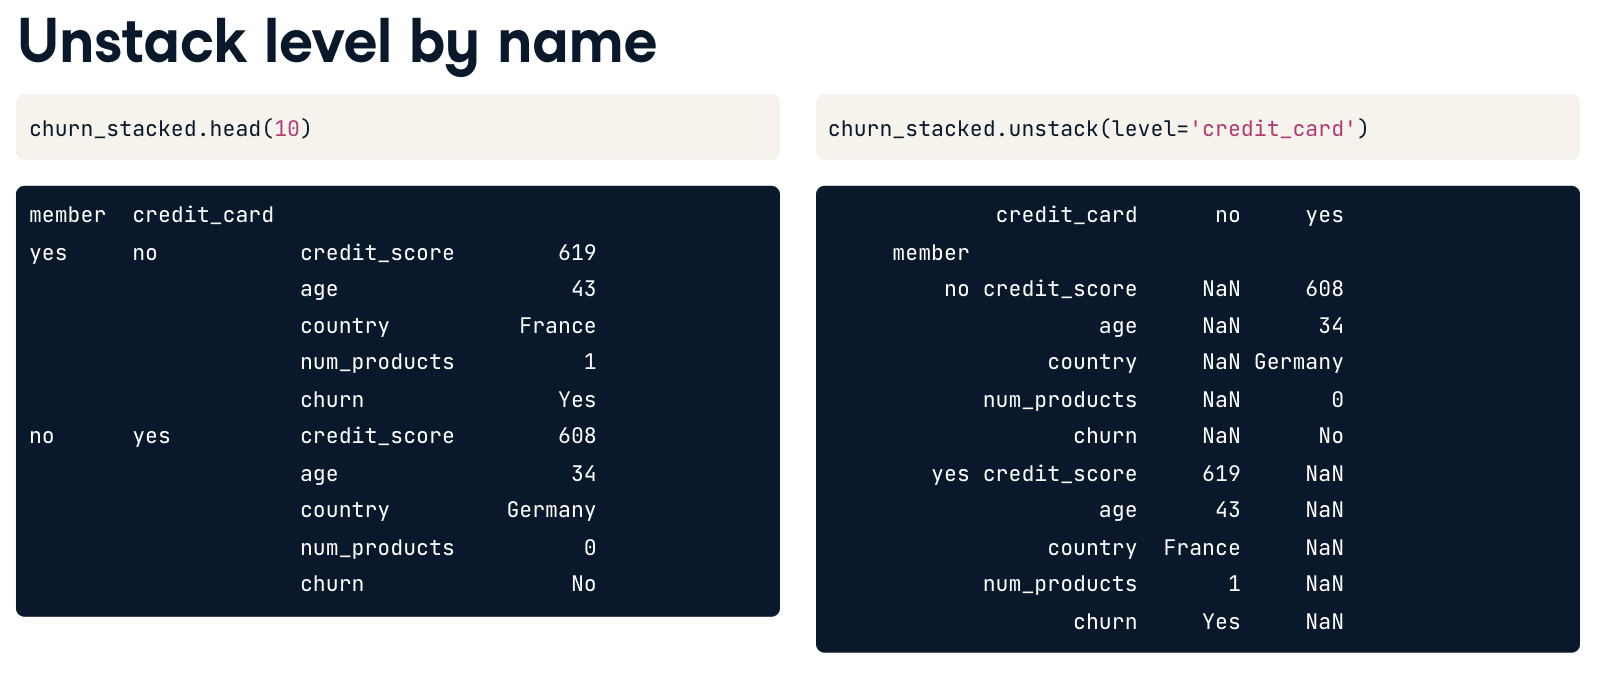 Unstack level by name
churn_stacked.head(10)
member credit_card
yes no credit_score 619
age 43
country France
num_products 1
churn Yes
no yes credit_score 608
age 34
country Germany
num_products 0
churn No
churn_stacked.unstack(level='credit_card')
credit_card no yes
member
no credit_score NaN 608
age NaN 34
country NaN Germany
num_products NaN 0
churn NaN No
yes credit_score 619 NaN
age 43 NaN
country France NaN
num_products 1 NaN
churn Yes NaN